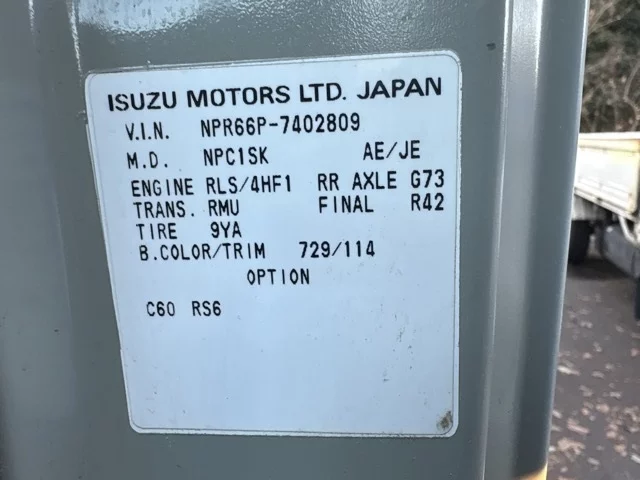 ISUZU MOTORS LTD. JAPAN
V.I.N. NPR66P-7402809
M.D. NPC1SK AE/JE
ENGINE RLS/4HF1 RR AXLE G73
TRANS. RMU FINAL R42
TIRE 9YA
B.COLOR/TRIM 729/114
OPTION
C60 RS6